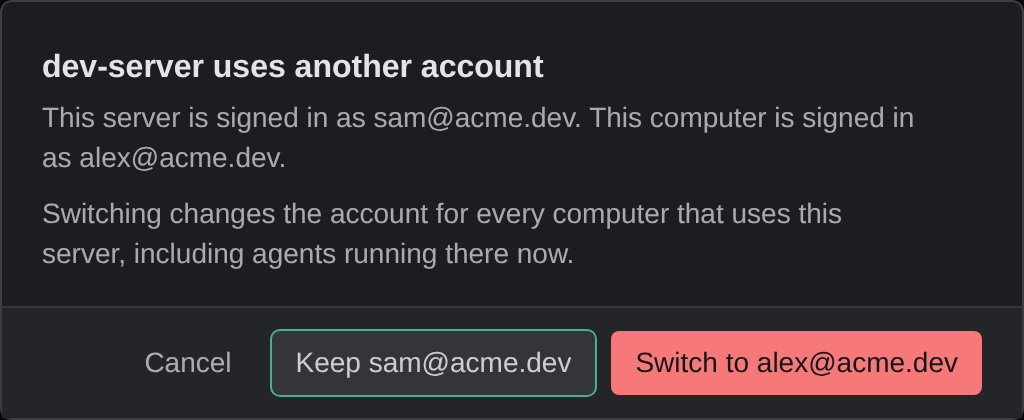 dev-server uses another account
This server is signed in as sam@acme.dev. This computer is signed in
as alex@acme.dev.
Switching changes the account for every computer that uses this
server, including agents running there now.
Cancel
Keep sam@acme.dev
Switch to alex@acme.dev